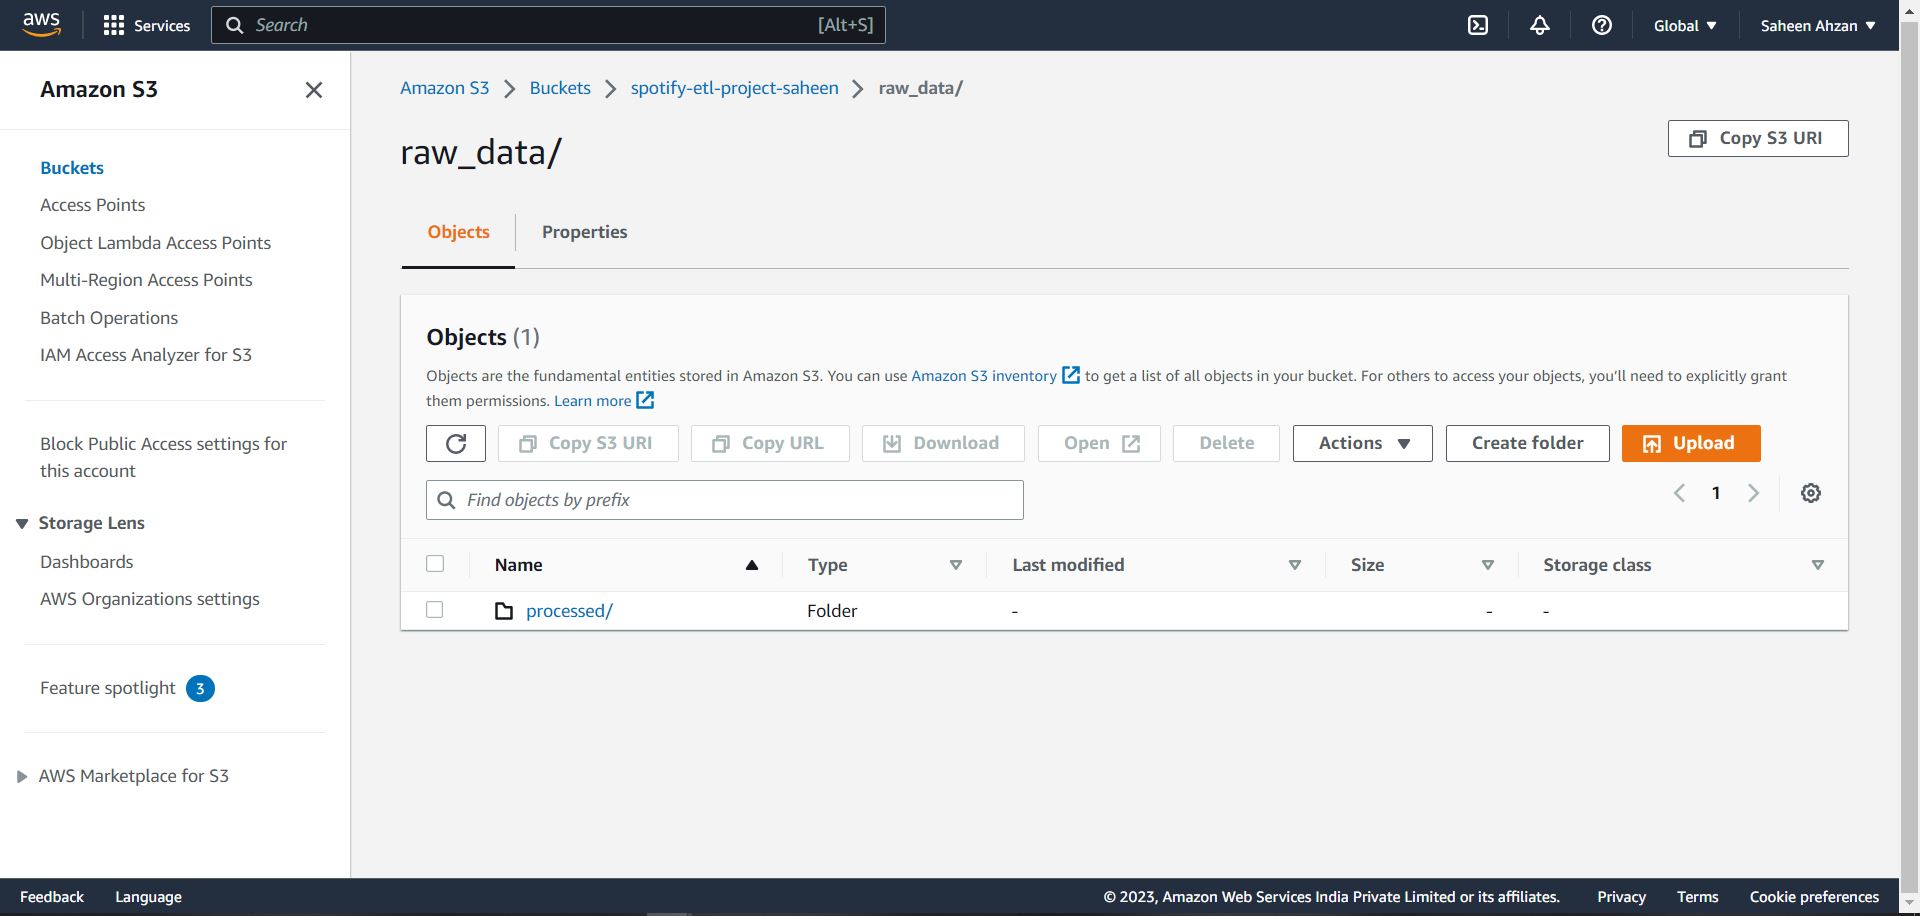 aws
Services
Search [Alt+S]
Global
Saheen Ahzan
Amazon S3
Buckets
Access Points
Object Lambda Access Points
Multi-Region Access Points
Batch Operations
IAM Access Analyzer for S3
Block Public Access settings for
this account
Storage Lens
Dashboards
AWS Organizations settings
Feature spotlight 3
AWS Marketplace for S3
Amazon S3 Buckets spotify-etl-project-saheen raw_data/
raw_data/
Copy S3 URI
Objects Properties
Objects (1)
Objects are the fundamental entities stored in Amazon S3. You can use Amazon S3 inventory to get a list of all objects in your bucket. For others to access your objects, you’ll need to explicitly grant
them permissions. Learn more
Copy S3 URI Copy URL Download Open Delete Actions Create folder Upload
Find objects by prefix
1
Name Type Last modified Size Storage class
processed/ Folder - - -
Feedback Language © 2023, Amazon Web Services India Private Limited or its affiliates. Privacy Terms Cookie preferences